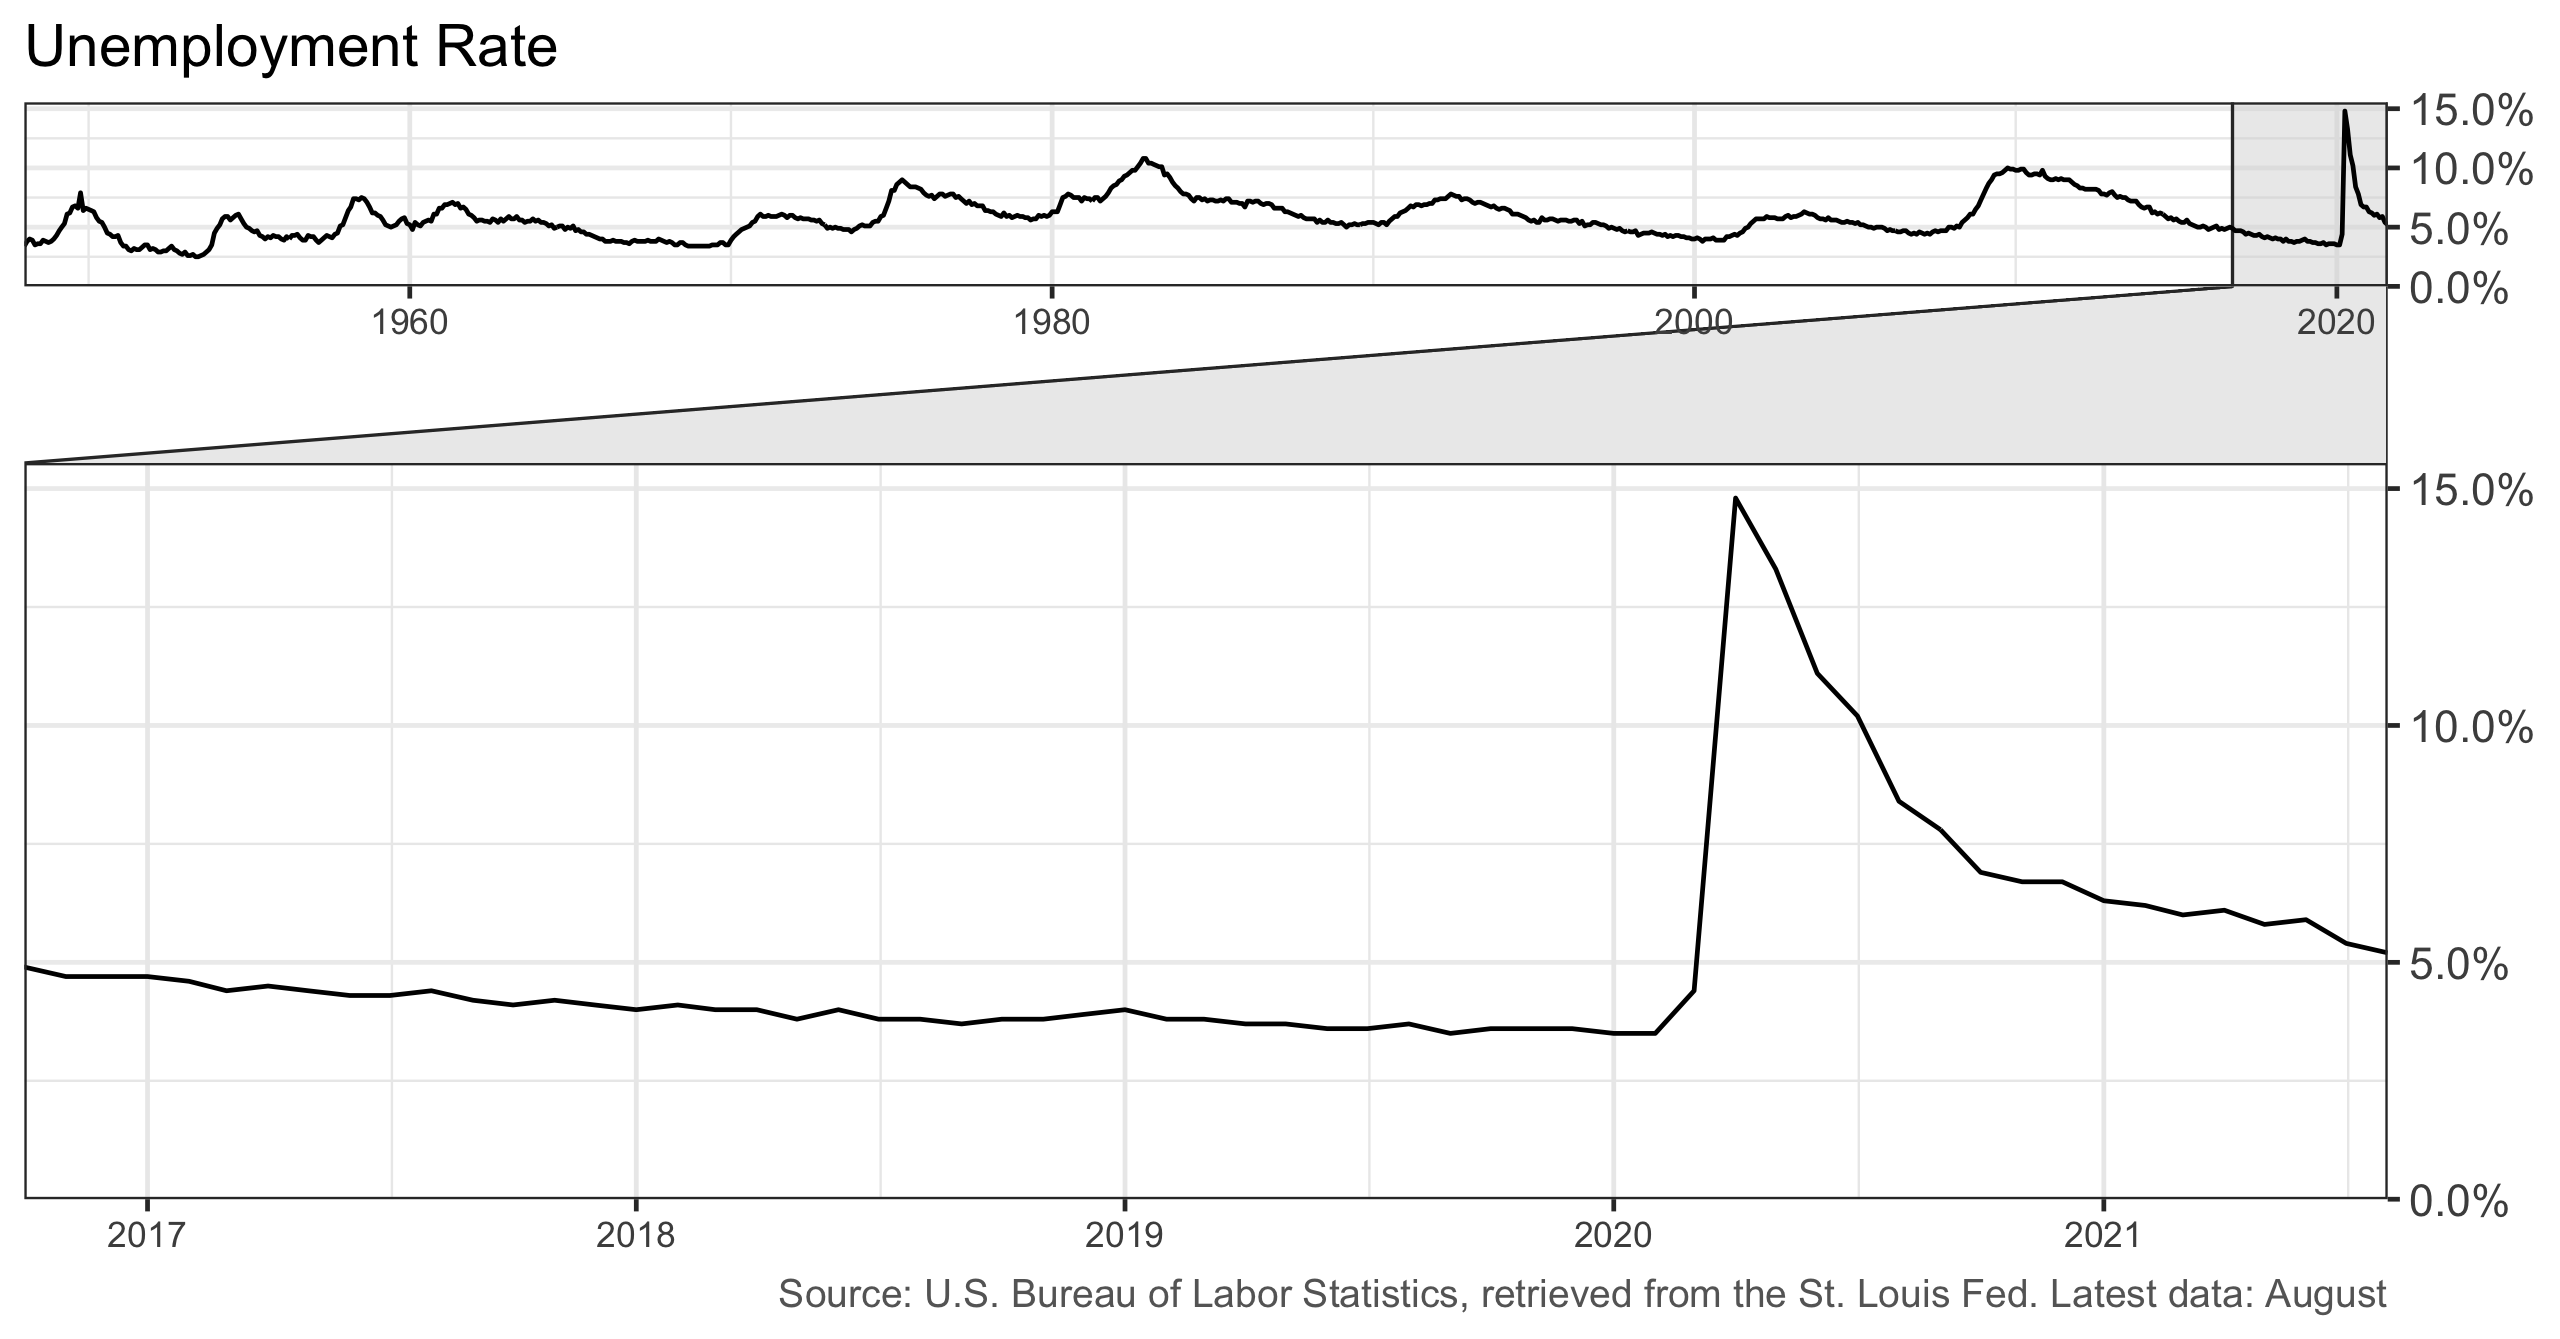 Unemployment Rate
15.0%
10.0%
5.0%
0.0%
1960 1980 2000 2020
15.0%
10.0%
5.0%
0.0%
2017 2018 2019 2020 2021
Source: U.S. Bureau of Labor Statistics, retrieved from the St. Louis Fed. Latest data: August